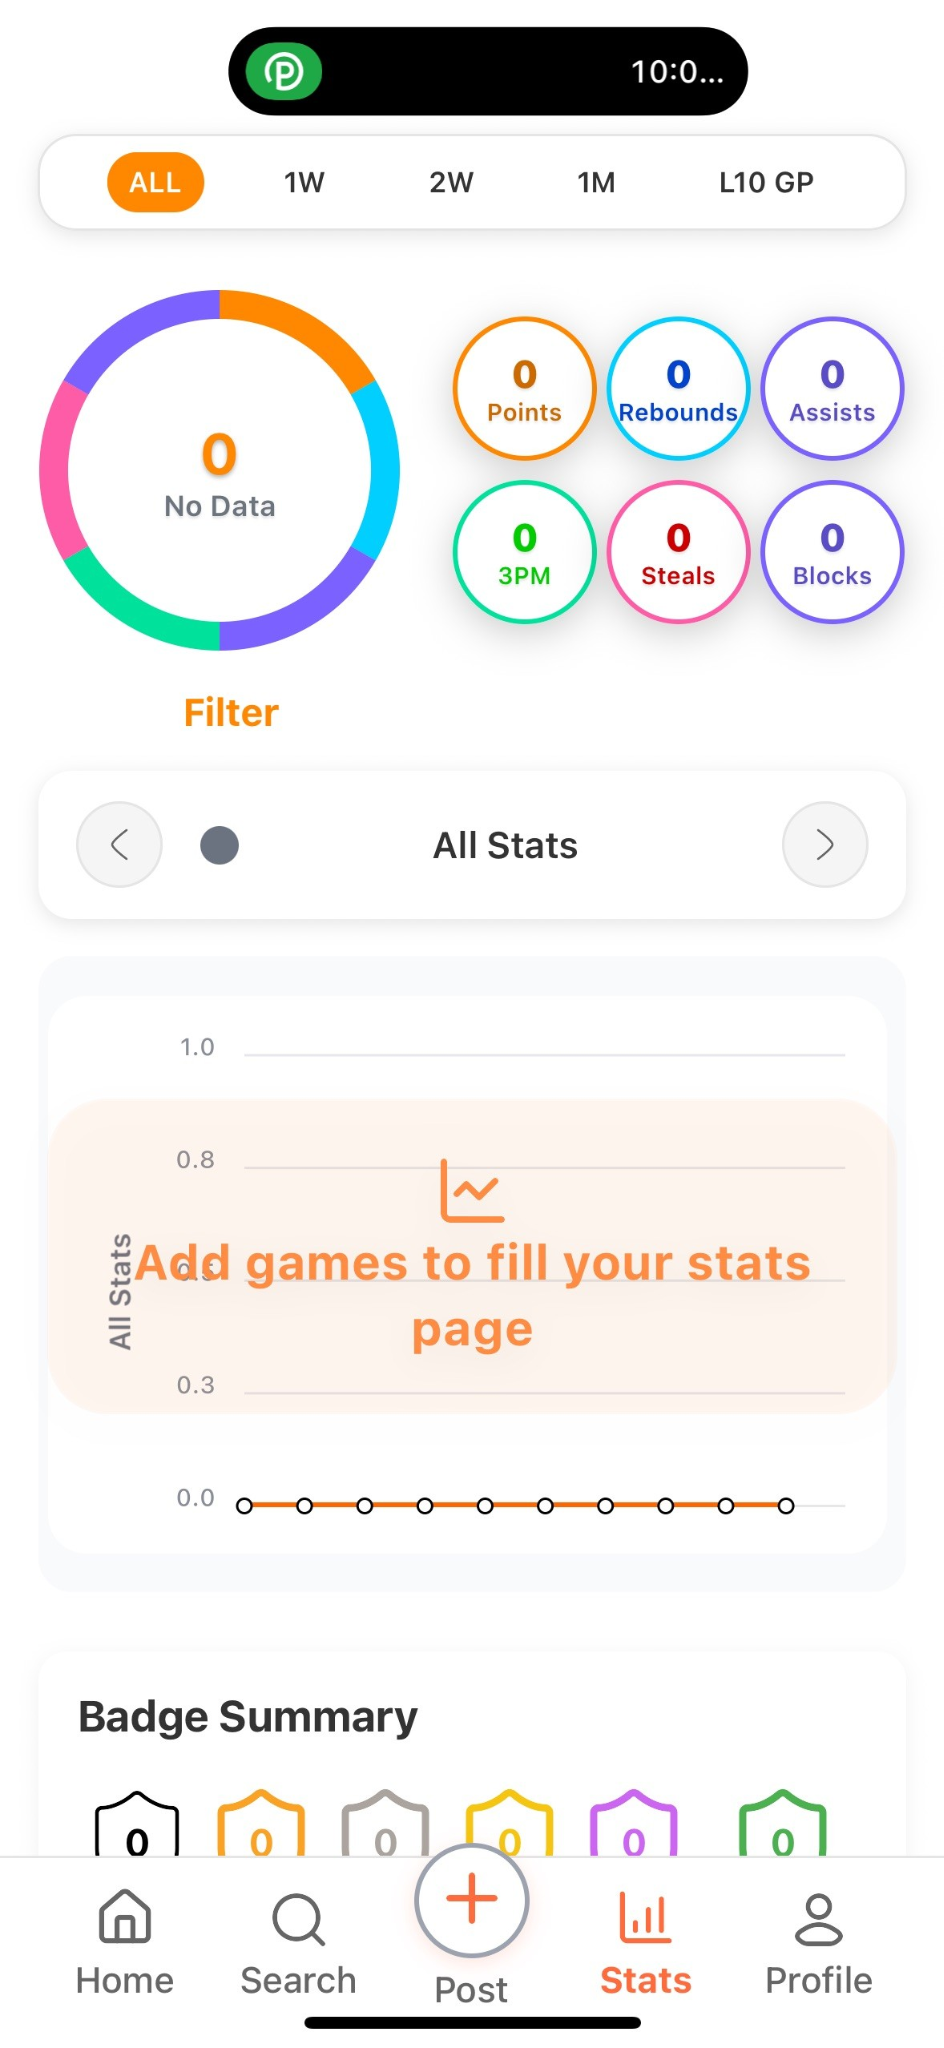 10:0...
ALL 1W 2W 1M L10 GP
0
No Data
0 0 0
Points Rebounds Assists
0 0 0
3PM Steals Blocks
Filter
All Stats
1.0
0.8
0.5
0.3
0.0
All Stats
Add games to fill your stats
page
Badge Summary
0 0 0 0 0 0
Home Search Post Stats Profile